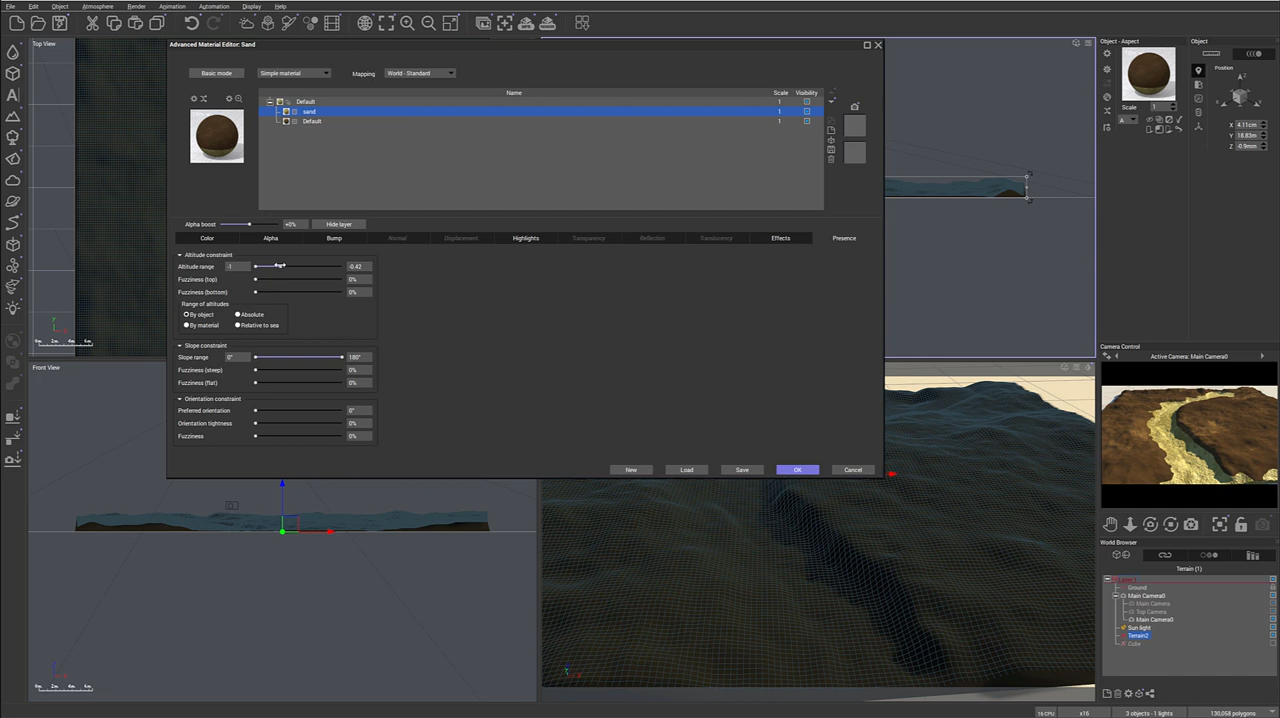 File Edit Object Atmosphere Render Animation Automation Display Help
Top View
Advanced Material Editor: Sand
Basic mode Simple material Mapping World - Standard
Name Scale Visibility
Default 1
sand 1
Default 1
Alpha boost +0% Hide layer
Color Alpha Bump Normal Displacement Highlights Transparency Reflection Translucency Effects Presence
Altitude constraint
Altitude range -1 -0.42
Fuzziness (top) 0%
Fuzziness (bottom) 0%
Range of altitudes
By object Absolute
By material Relative to sea
Slope constraint
Slope range 0° 180°
Fuzziness (steep) 0%
Fuzziness (flat) 0%
Orientation constraint
Preferred orientation 0°
Orientation tightness 0%
Fuzziness 0%
New Load Save OK Cancel
Front View
Object - Aspect
Scale 1
A
Object
Position
X 4.11cm
Y 18.83m
Z -0.9mm
Camera Control
Active Camera: Main Camera0
World Browser
Terrain (1)
Layer 1
Ground
Main Camera0
Main Camera
Top Camera
Main Camera0
Sun light
Terrain2
Cube
16 CPU x16 3 objects - 1 lights 130,058 polygons